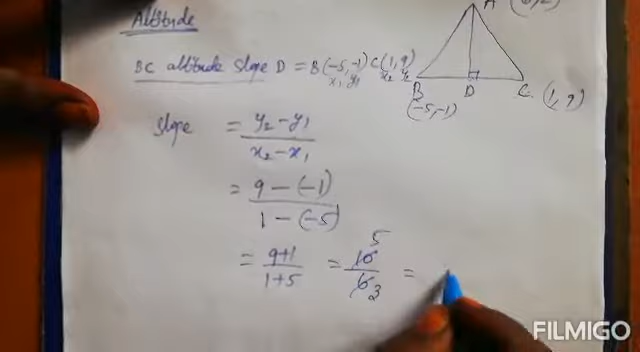 Altitude
A
BC altitude Slope D = B(-5,-1) C(1,9)
x₁ y₁ x₂ y₂
B D C (1, 9)
(-5,-1)
Slope = y₂-y₁ / x₂-x₁
= 9-(-1) / 1-(-5)
= 9+1 / 1+5 = 10 5 / 6 3 =
FILMIGO